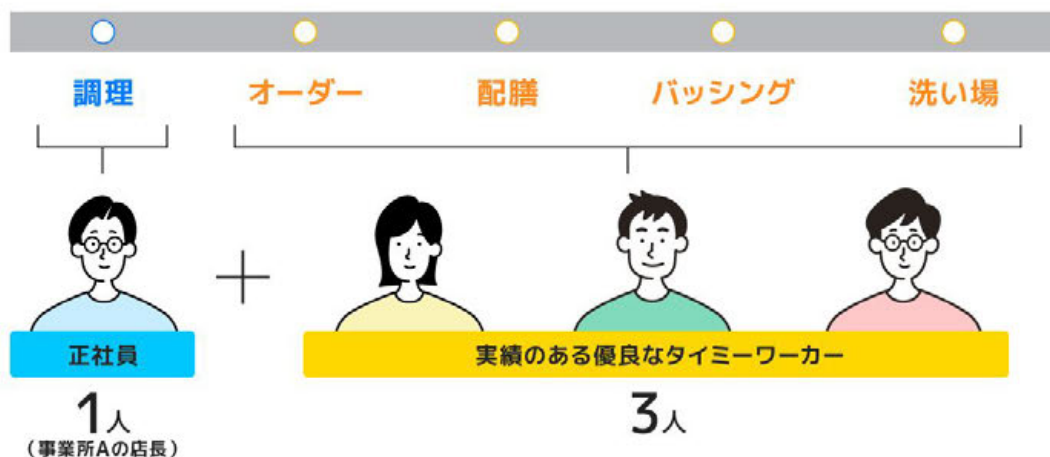 調理 オーダー 配膳 バッシング 洗い場
正社員 実績のある優良なタイミーワーカー
1人 3人
（事業所Aの店長）